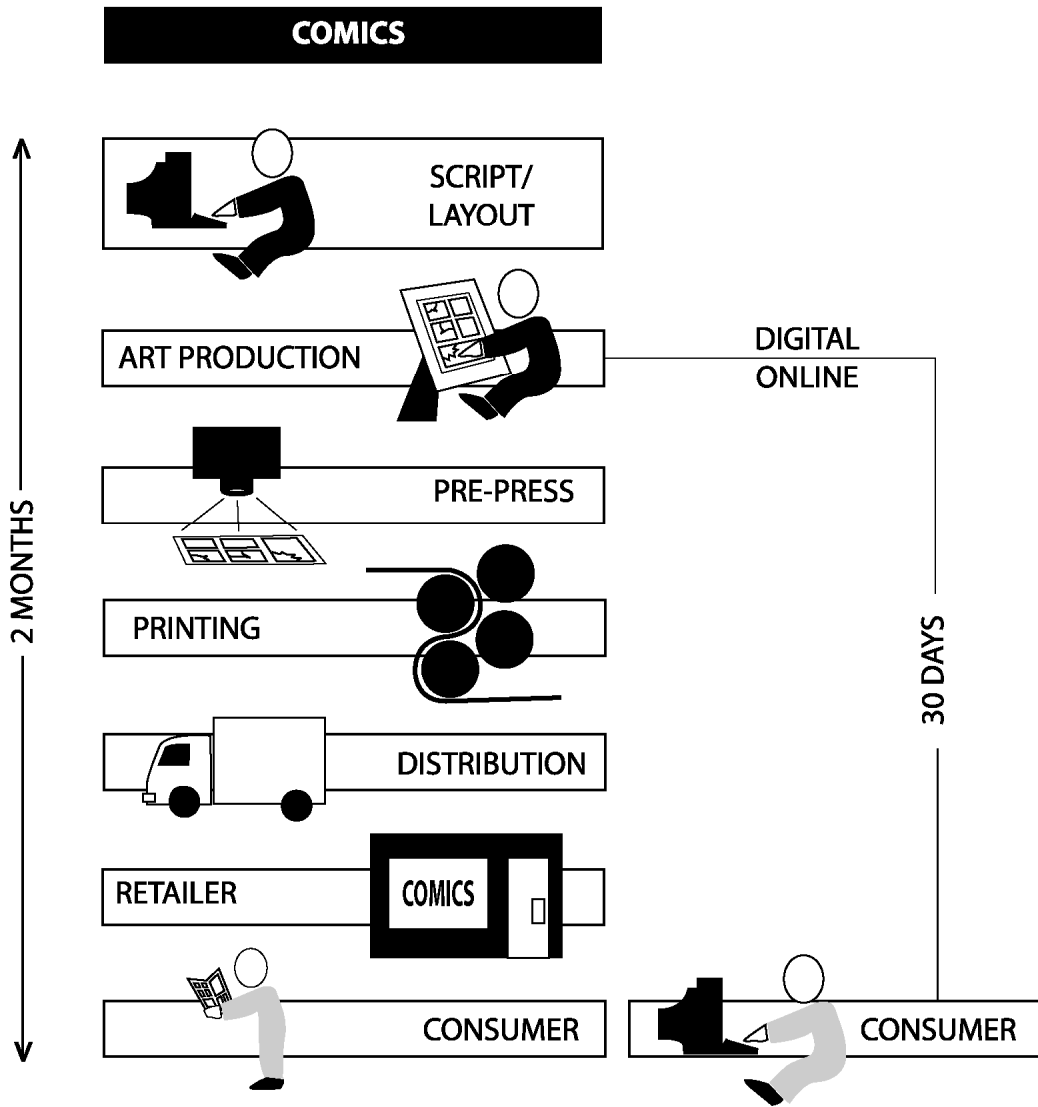 COMICS
SCRIPT/
LAYOUT
ART PRODUCTION
DIGITAL
ONLINE
PRE-PRESS
2 MONTHS
PRINTING
30 DAYS
DISTRIBUTION
RETAILER
COMICS
CONSUMER
CONSUMER